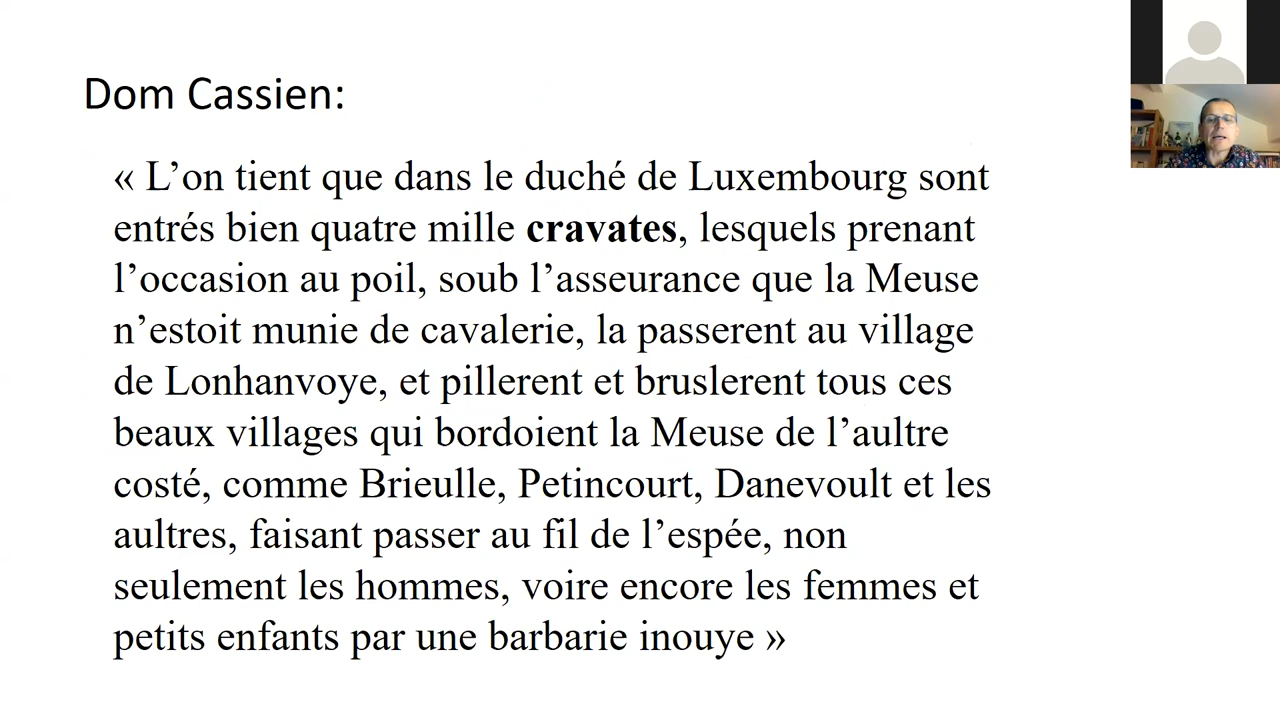 Dom Cassien:
« L’on tient que dans le duché de Luxembourg sont
entrés bien quatre mille cravates, lesquels prenant
l’occasion au poil, soub l’asseurance que la Meuse
n’estoit munie de cavalerie, la passerent au village
de Lonhanvoye, et pillerent et bruslerent tous ces
beaux villages qui bordoient la Meuse de l’aultre
costé, comme Brieulle, Petincourt, Danevoult et les
aultres, faisant passer au fil de l’espée, non
seulement les hommes, voire encore les femmes et
petits enfants par une barbarie inouye »